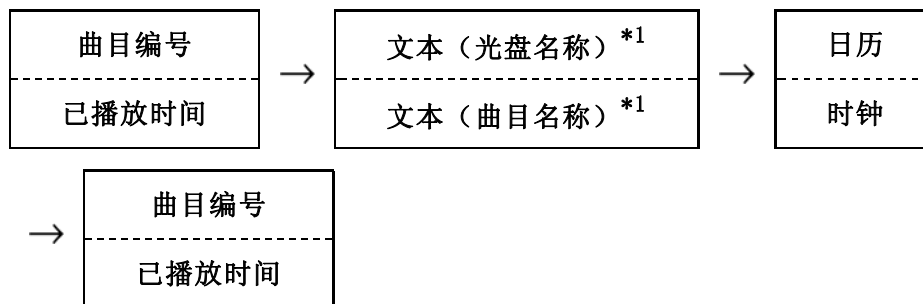 曲目编号
已播放时间
→
文本（光盘名称）*1
文本（曲目名称）*1
→
日历
时钟
→
曲目编号
已播放时间